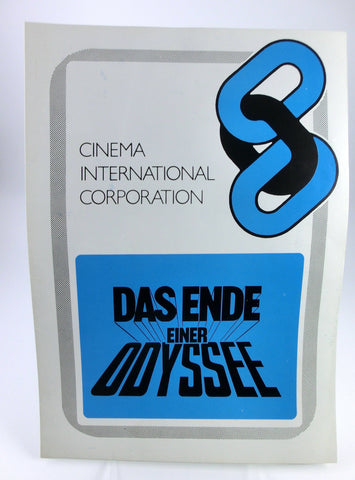 CINEMA
INTERNATIONAL
CORPORATION
DAS ENDE
EINER
ODYSSEE